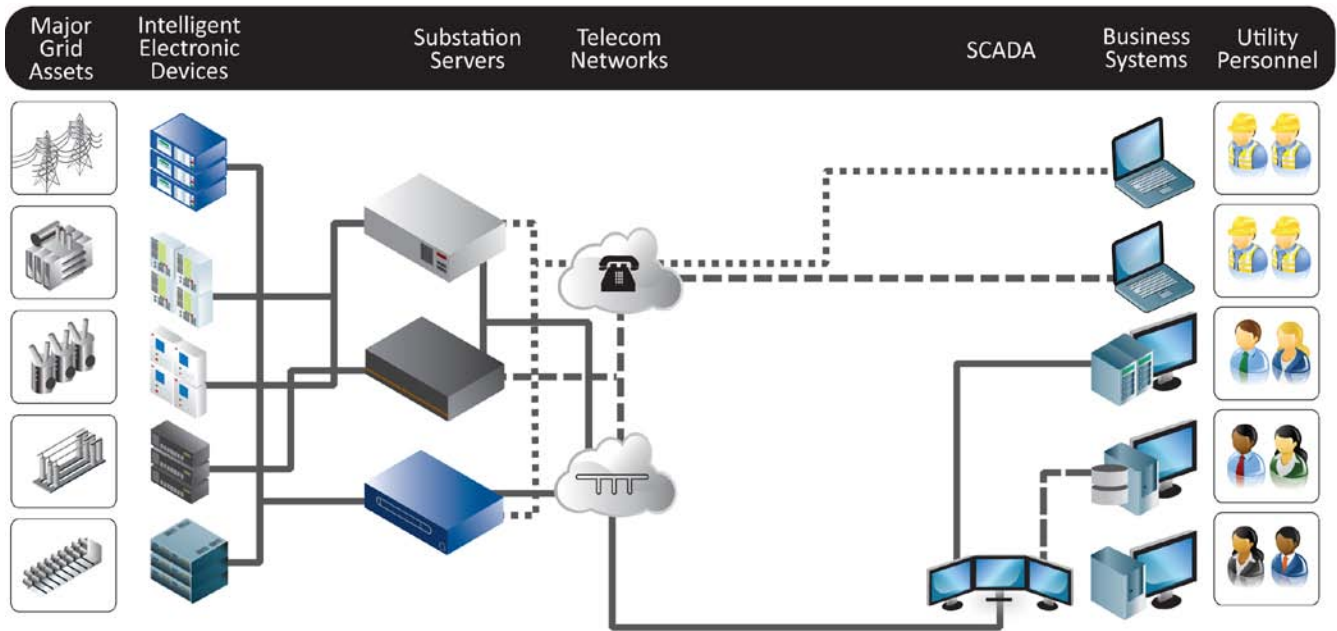 Major
Grid
Assets
Intelligent
Electronic
Devices
Substation
Servers
Telecom
Networks
SCADA
Business
Systems
Utility
Personnel